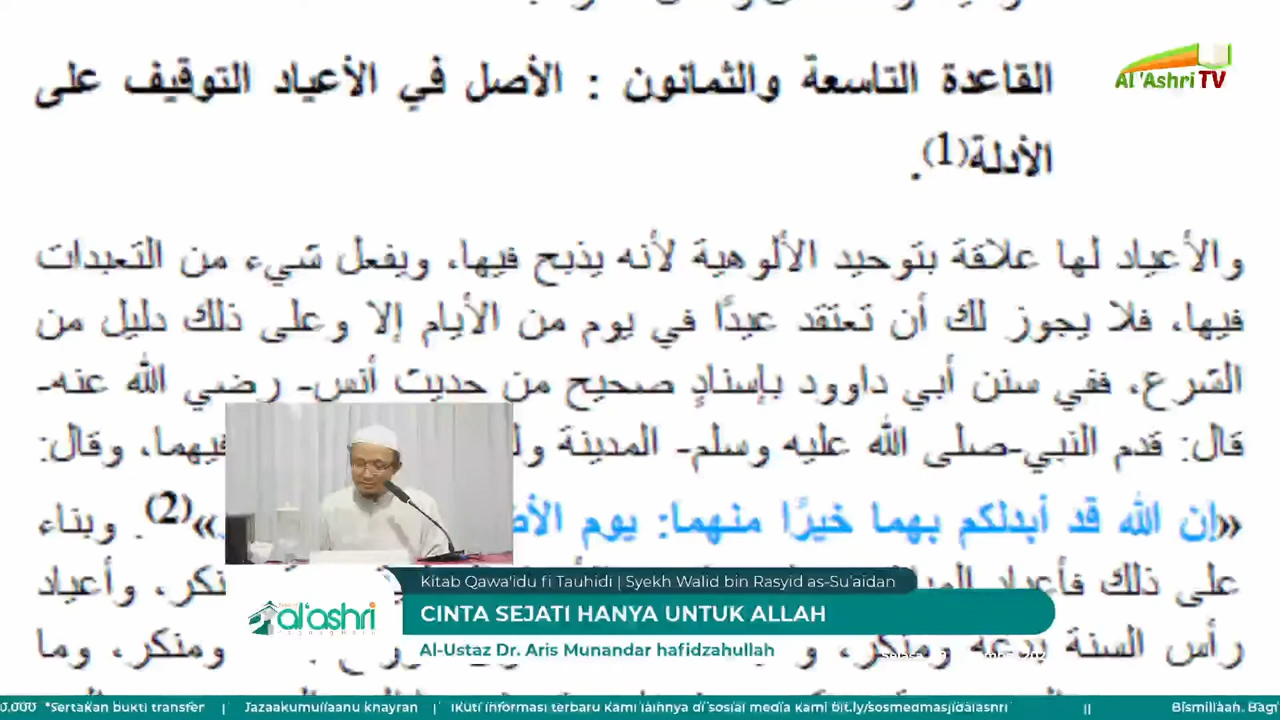 القاعدة التاسعة والثمانون : الأصل في الأعياد التوقيف على
الأدلة(1).
Al 'Ashri TV
والأعياد لها علاقة بتوحيد الألوهية لأنه يذبح فيها، ويفعل شيء من التعبدات
فيها، فلا يجوز لك أن تعتقد عيدًا في يوم من الأيام إلا وعلى ذلك دليل من
الشرع، ففي سنن أبي داوود بإسنادٍ صحيح من حديث أنس- رضي الله عنه-
قال: قدم النبي-صلى الله عليه وسلم- المدينة فيهما، وقال:
«إن الله قد أبدلكم بهما خيرًا منهما: يوم »(2). وبناء
على ذلك فأعياد وأعياد
رأس السنة بدعة ومنكر، ومنكر، وما
Kitab Qawa'idu fi Tauhidi | Syekh Walid bin Rasyid as-Su'aidan
al'ashri
CINTA SEJATI HANYA UNTUK ALLAH
Al-Ustaz Dr. Aris Munandar hafidzahullah
0.000 *Sertakan bukti transfer | Jazaakumullaahu khayran | Ikuti informasi terbaru kami lainnya di sosial media kami bit.ly/sosmedmasjidalashri || Bismillaah. Bagi